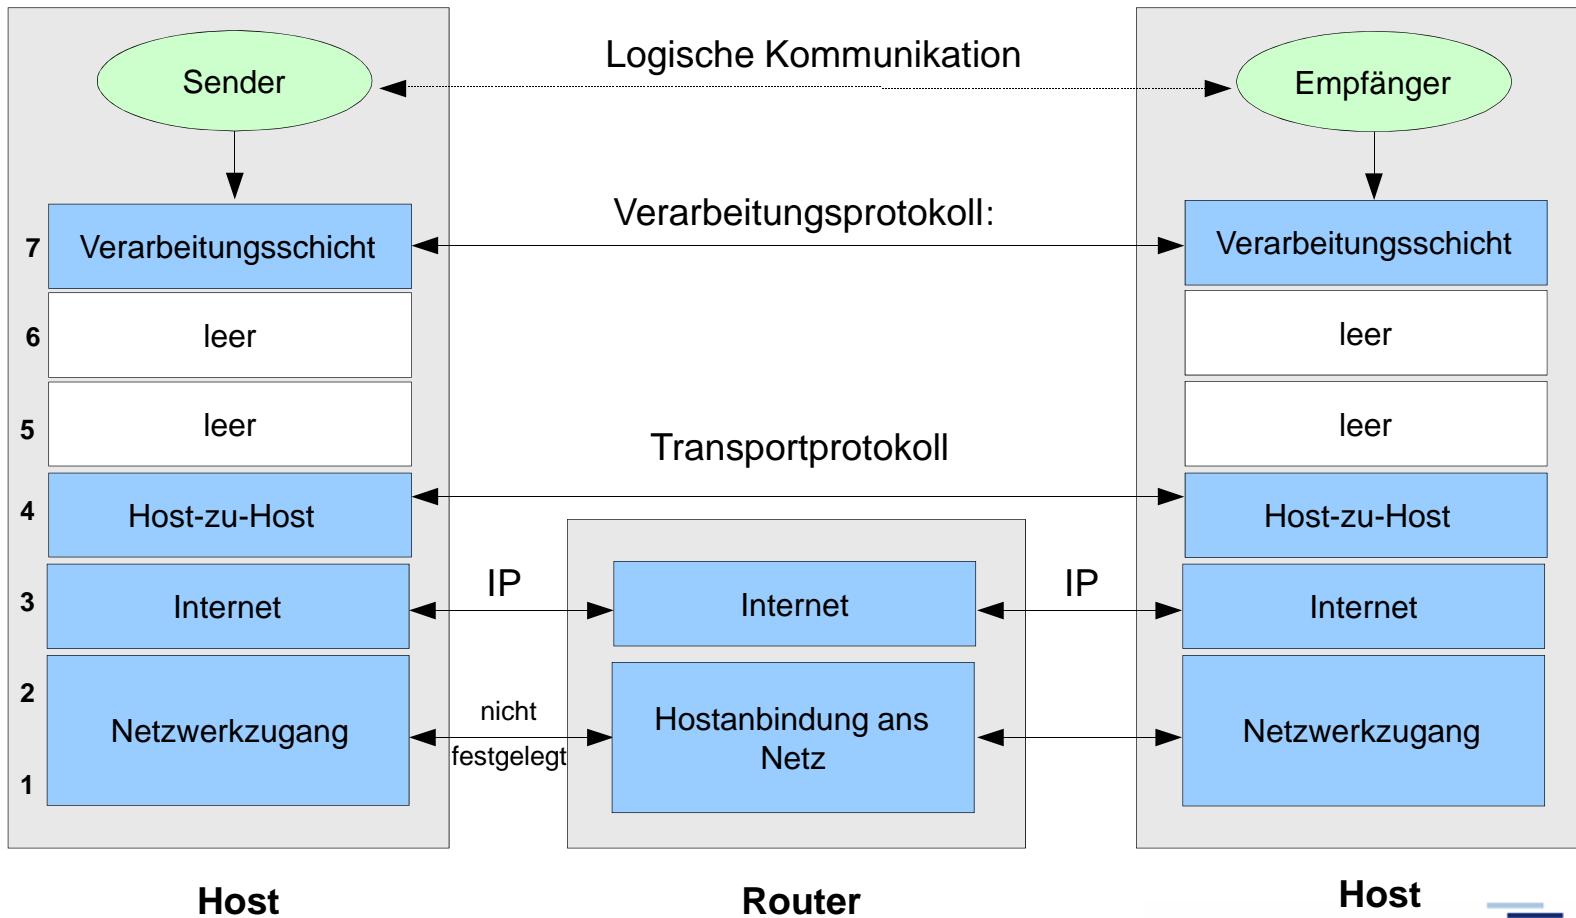 Logische Kommunikation
Sender
Empfänger
Verarbeitungsprotokoll:
7
Verarbeitungsschicht
Verarbeitungsschicht
6
leer
leer
5
leer
leer
Transportprotokoll
4
Host-zu-Host
Host-zu-Host
IP
IP
3
Internet
Internet
Internet
2
1
Netzwerkzugang
nicht
festgelegt
Hostanbindung ans
Netz
Netzwerkzugang
Host
Router
Host